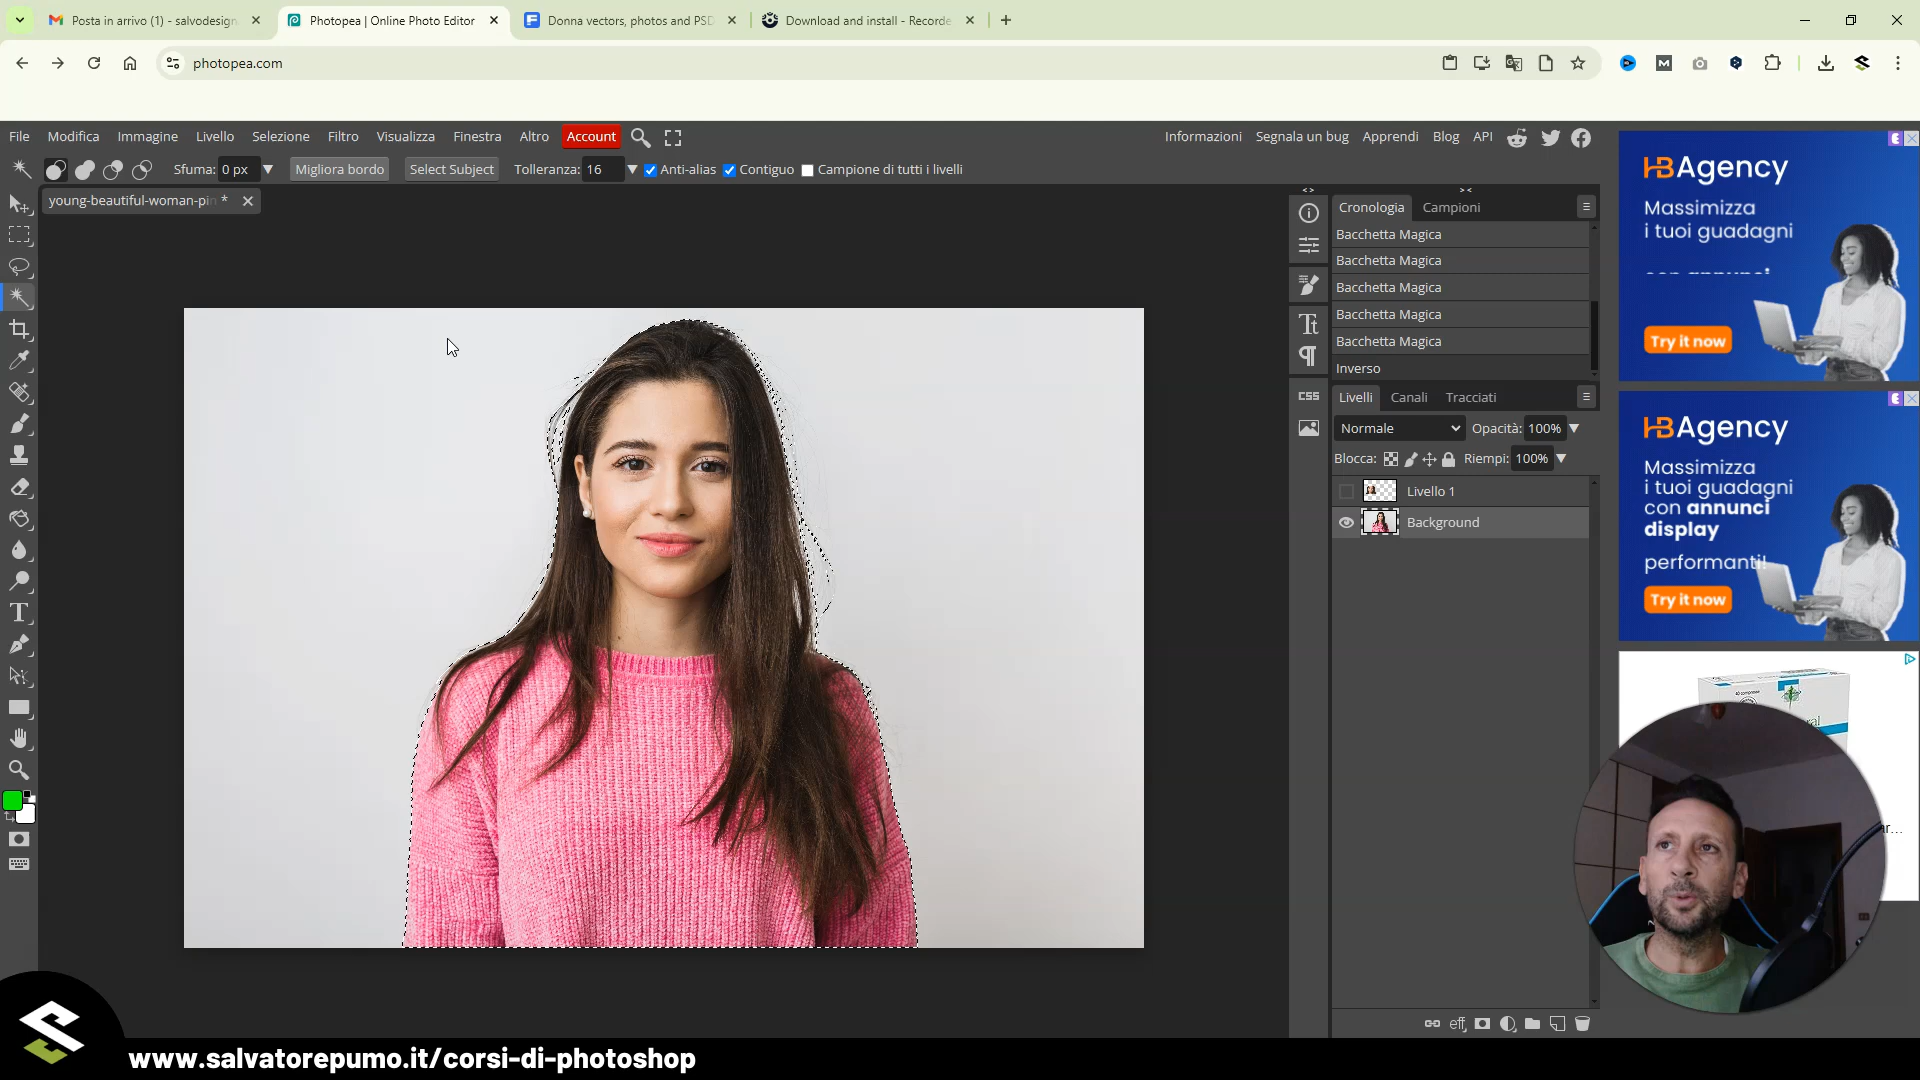 Posta in arrivo (1) - salvodesign
Photopea | Online Photo Editor
Donna vectors, photos and PSD
Download and install - Recorde
photopea.com
File Modifica Immagine Livello Selezione Filtro Visualizza Finestra Altro Account
Informazioni Segnala un bug Apprendi Blog API
Sfuma: 0 px Migliora bordo Select Subject Tolleranza: 16 Anti-alias Contiguo Campione di tutti i livelli
young-beautiful-woman-pin *
Cronologia Campioni
Bacchetta Magica
Bacchetta Magica
Bacchetta Magica
Bacchetta Magica
Bacchetta Magica
Inverso
Livelli Canali Tracciati
Normale Opacità: 100%
Blocca: Riempi: 100%
Livello 1
Background
CSS
eff
HBAgency
Massimizza
i tuoi guadagni
Try it now
HBAgency
Massimizza
i tuoi guadagni
con annunci
display
performanti!
Try it now
www.salvatorepumo.it/corsi-di-photoshop